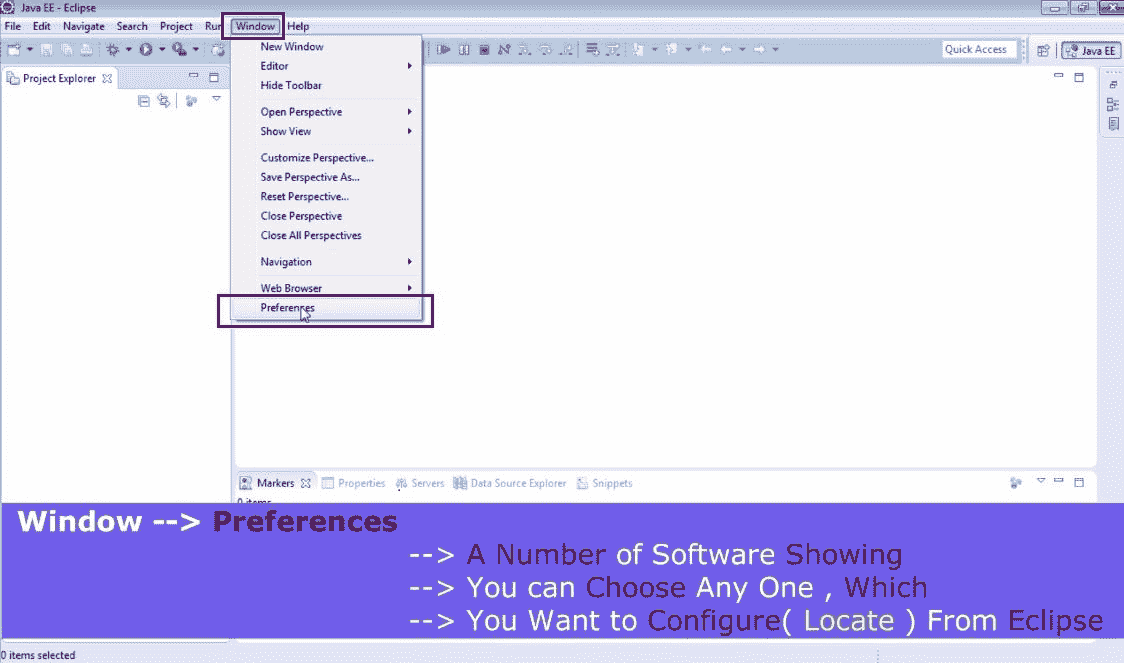 Java EE - Eclipse
File Edit Navigate Search Project Run Window Help
New Window
Editor
Hide Toolbar
Open Perspective
Show View
Customize Perspective...
Save Perspective As...
Reset Perspective...
Close Perspective
Close All Perspectives
Navigation
Web Browser
Preferences
Quick Access
Java EE
Project Explorer
Markers Properties Servers Data Source Explorer Snippets
0 items
Window --> Preferences
--> A Number of Software Showing
--> You can Choose Any One , Which
--> You Want to Configure( Locate ) From Eclipse
0 items selected